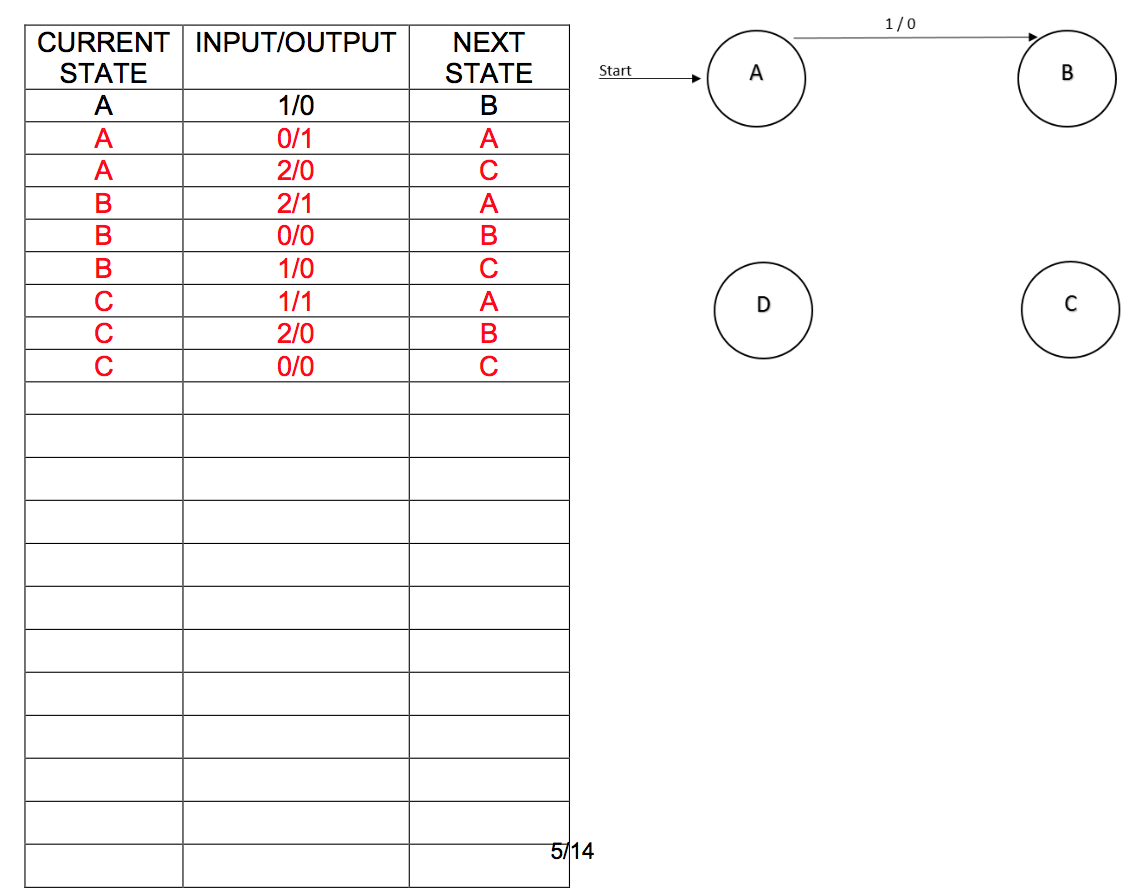 CURRENT STATE INPUT/OUTPUT NEXT STATE
A 1/0 B
A 0/1 A
A 2/0 C
B 2/1 A
B 0/0 B
B 1/0 C
C 1/1 A
C 2/0 B
C 0/0 C
5/14
1 / 0
Start
A
B
D
C